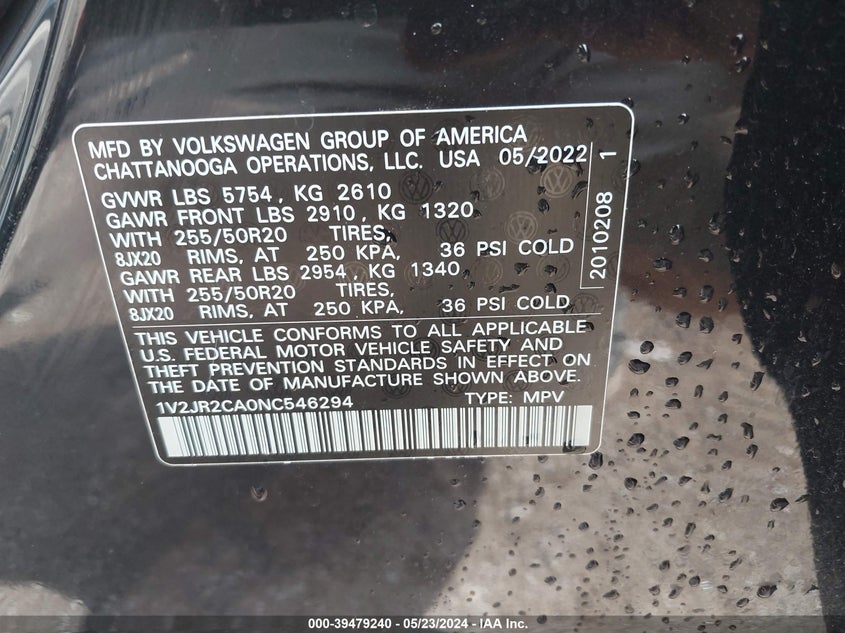 MFD BY VOLKSWAGEN GROUP OF AMERICA
CHATTANOOGA OPERATIONS, LLC. USA 05/2022
GVWR LBS 5754, KG 2610
GAWR FRONT LBS 2910, KG 1320
WITH 255/50R20 TIRES,
8JX20 RIMS, AT 250 KPA, 36 PSI COLD
GAWR REAR LBS 2954, KG 1340
WITH 255/50R20 TIRES,
8JX20 RIMS, AT 250 KPA, 36 PSI COLD
THIS VEHICLE CONFORMS TO ALL APPLICABLE
U.S. FEDERAL MOTOR VEHICLE SAFETY AND
THEFT PREVENTION STANDARDS IN EFFECT ON
THE DATE OF MANUFACTURE SHOWN ABOVE.
1V2JR2CA0NC546294 TYPE: MPV
2010208 1
000-39479240 - 05/23/2024 - IAA Inc.